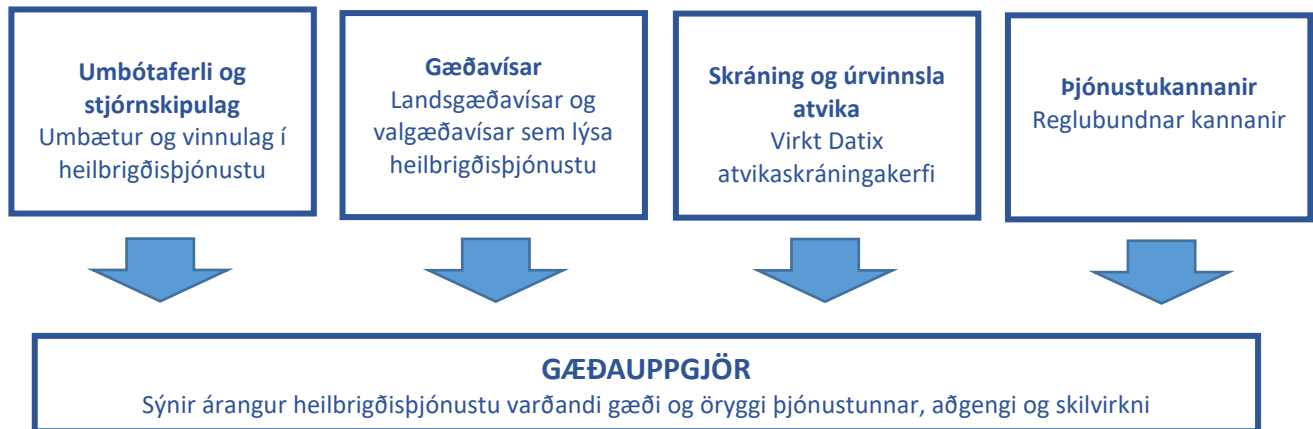 Umbótaferli og
stjórnskipulag
Umbætur og vinnulag í
heilbrigðisþjónustu
Gæðavísar
Landsgæðavísar og
valgæðavísar sem lýsa
heilbrigðisþjónustu
Skráning og úrvinnsla
atvika
Virkt Datix
atvikaskráningakerfi
Þjónustukannanir
Reglubundnar kannanir
GÆÐAUPPGJÖR
Sýnir árangur heilbrigðisþjónustu varðandi gæði og öryggi þjónustunnar, aðgengi og skilvirkni